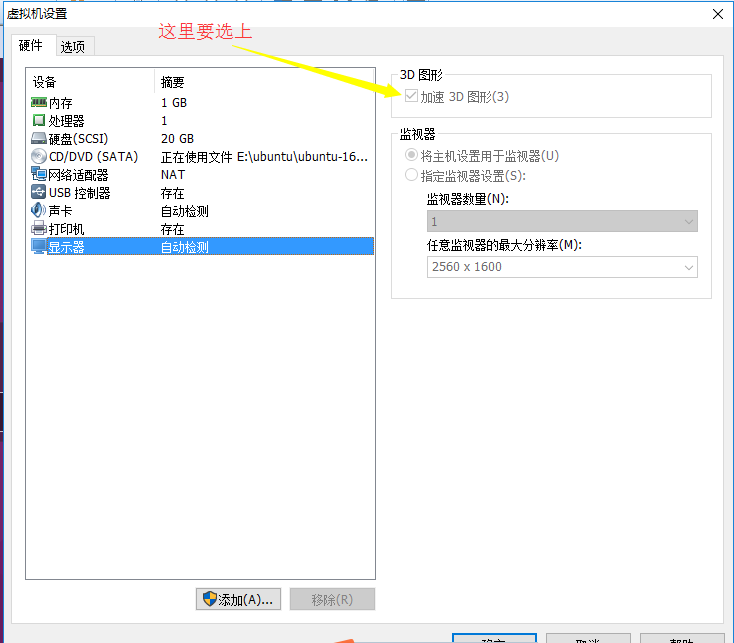 虚拟机设置
这里要选上
硬件 选项
设备 摘要
内存 1 GB
处理器 1
硬盘(SCSI) 20 GB
CD/DVD (SATA) 正在使用文件 E:\ubuntu\ubuntu-16...
网络适配器 NAT
USB 控制器 存在
声卡 自动检测
打印机 存在
显示器 自动检测
添加(A)... 移除(R)
3D 图形
加速 3D 图形(3)
监视器
将主机设置用于监视器(U)
指定监视器设置(S):
监视器数量(N):
1
任意监视器的最大分辨率(M):
2560 x 1600
确定 取消 帮助